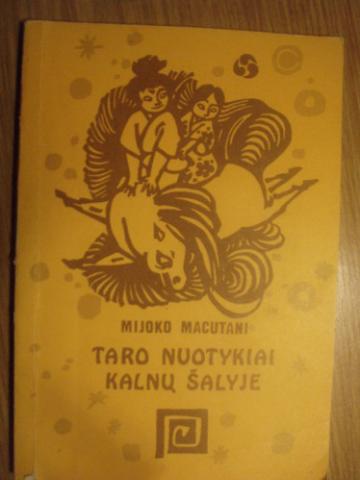 MIJOKO MACUTANI
TARO NUOTYKIAI
KALNŲ ŠALYJE